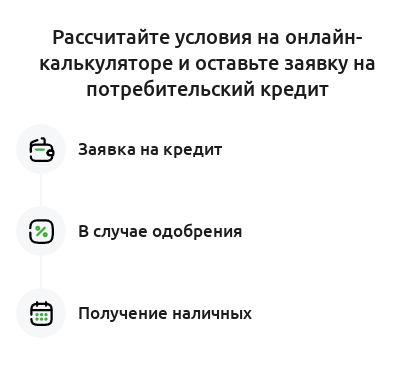 Рассчитайте условия на онлайн-
калькуляторе и оставьте заявку на
потребительский кредит
Заявка на кредит
В случае одобрения
Получение наличных